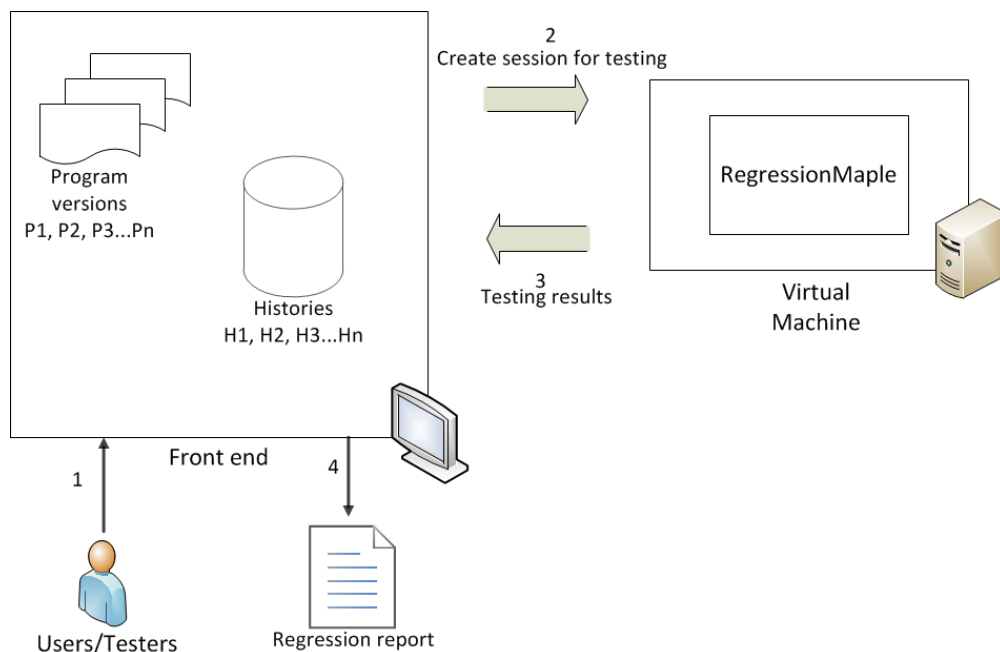 2
Create session for testing
Program
versions
P1, P2, P3...Pn
RegressionMaple
Histories
H1, H2, H3...Hn
3
Testing results
Virtual
Machine
Front end
1
4
Users/Testers
Regression report